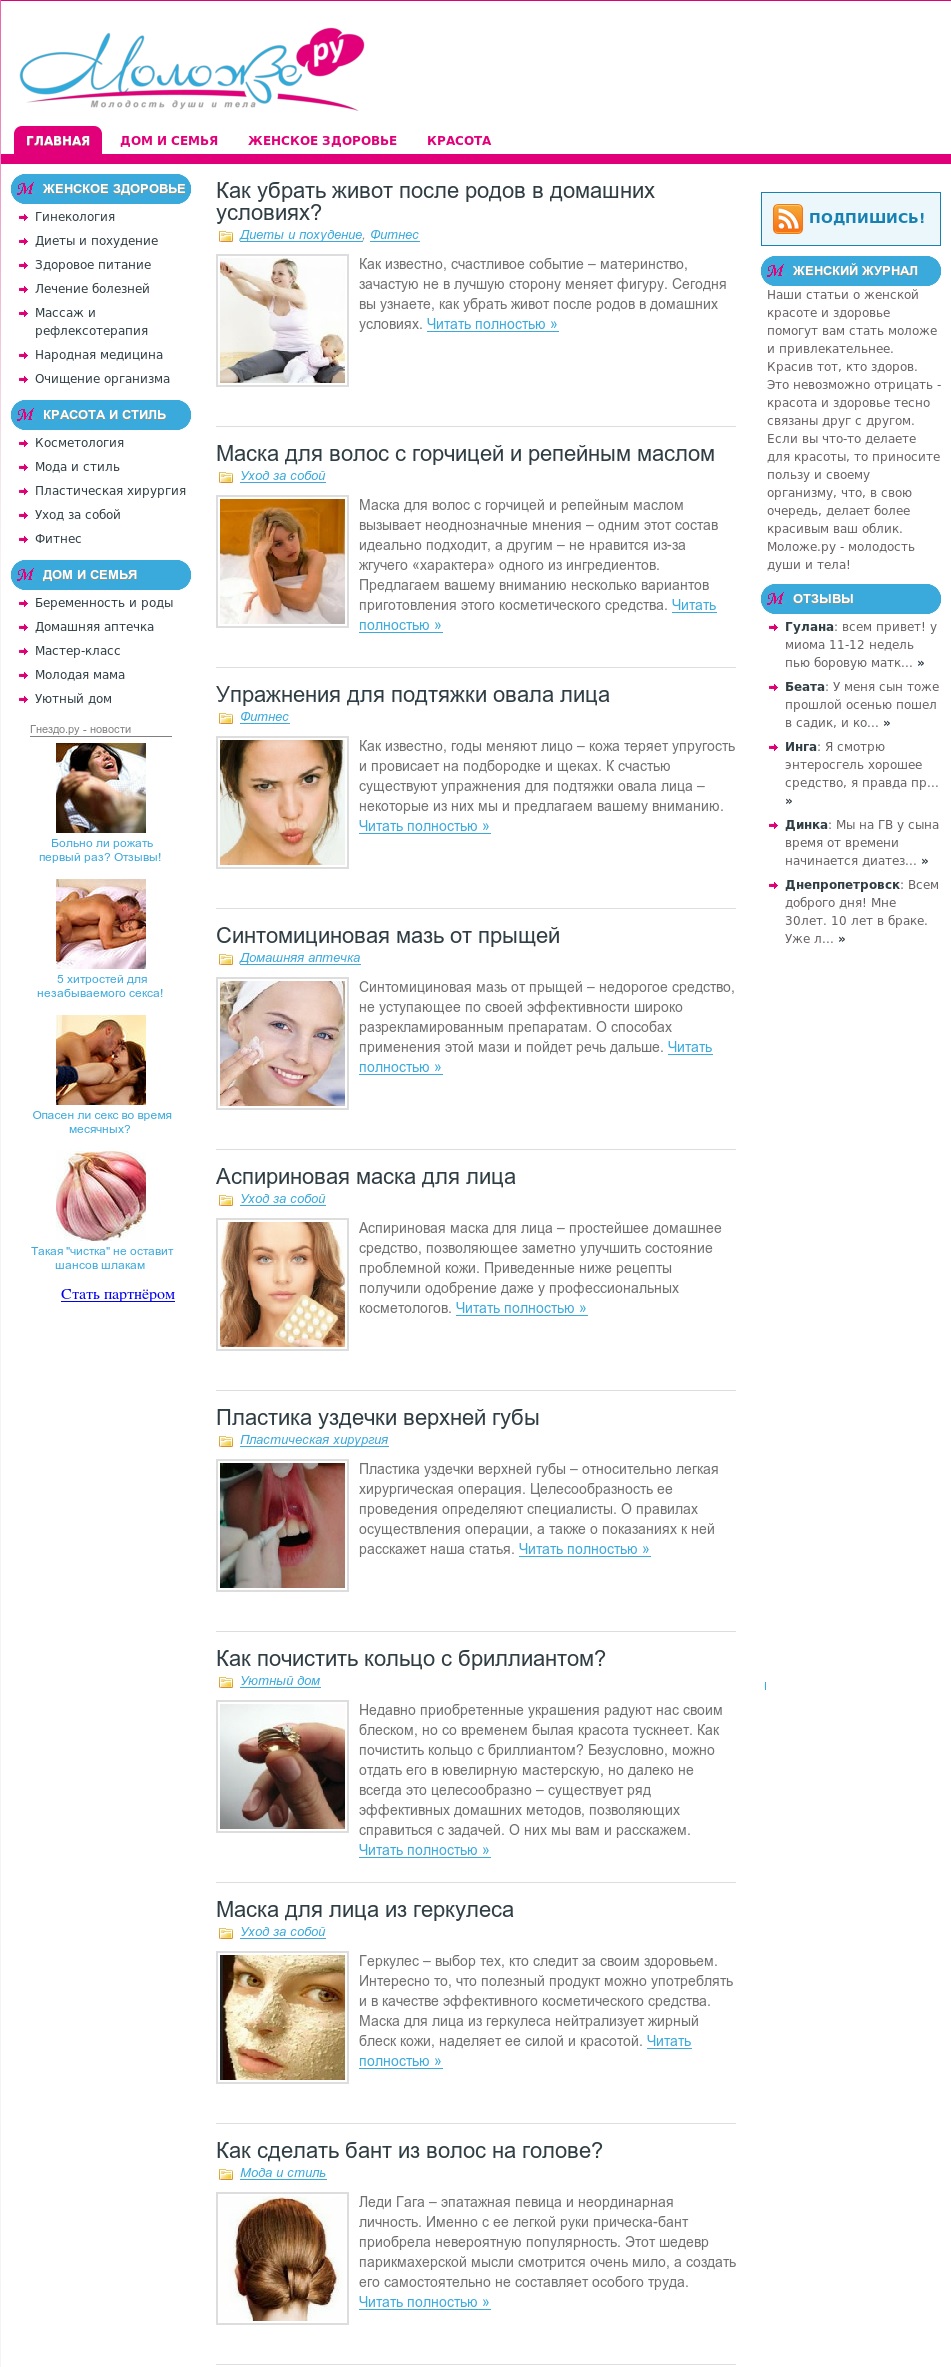 Моложе.ру
Молодость души и тела
ГЛАВНАЯ
ДОМ И СЕМЬЯ
ЖЕНСКОЕ ЗДОРОВЬЕ
КРАСОТА
ЖЕНСКОЕ ЗДОРОВЬЕ
Гинекология
Диеты и похудение
Здоровое питание
Лечение болезней
Массаж и
рефлексотерапия
Народная медицина
Очищение организма
КРАСОТА И СТИЛЬ
Косметология
Мода и стиль
Пластическая хирургия
Уход за собой
Фитнес
ДОМ И СЕМЬЯ
Беременность и роды
Домашняя аптечка
Мастер-класс
Молодая мама
Уютный дом
Гнездо.ру - новости
Больно ли рожать
первый раз? Отзывы!
5 хитростей для
незабываемого секса!
Опасен ли секс во время
месячных?
Такая "чистка" не оставит
шансов шлакам
Стать партнёром
Как убрать живот после родов в домашних
условиях?
Диеты и похудение, Фитнес
Как известно, счастливое событие – материнство,
зачастую не в лучшую сторону меняет фигуру. Сегодня
вы узнаете, как убрать живот после родов в домашних
условиях. Читать полностью »
Маска для волос с горчицей и репейным маслом
Уход за собой
Маска для волос с горчицей и репейным маслом
вызывает неоднозначные мнения – одним этот состав
идеально подходит, а другим – не нравится из-за
жгучего «характера» одного из ингредиентов.
Предлагаем вашему вниманию несколько вариантов
приготовления этого косметического средства. Читать
полностью »
Упражнения для подтяжки овала лица
Фитнес
Как известно, годы меняют лицо – кожа теряет упругость
и провисает на подбородке и щеках. К счастью
существуют упражнения для подтяжки овала лица –
некоторые из них мы и предлагаем вашему вниманию.
Читать полностью »
Синтомициновая мазь от прыщей
Домашняя аптечка
Синтомициновая мазь от прыщей – недорогое средство,
не уступающее по своей эффективности широко
разрекламированным препаратам. О способах
применения этой мази и пойдет речь дальше. Читать
полностью »
Аспириновая маска для лица
Уход за собой
Аспириновая маска для лица – простейшее домашнее
средство, позволяющее заметно улучшить состояние
проблемной кожи. Приведенные ниже рецепты
получили одобрение даже у профессиональных
косметологов. Читать полностью »
Пластика уздечки верхней губы
Пластическая хирургия
Пластика уздечки верхней губы – относительно легкая
хирургическая операция. Целесообразность ее
проведения определяют специалисты. О правилах
осуществления операции, а также о показаниях к ней
расскажет наша статья. Читать полностью »
Как почистить кольцо с бриллиантом?
Уютный дом
Недавно приобретенные украшения радуют нас своим
блеском, но со временем былая красота тускнеет. Как
почистить кольцо с бриллиантом? Безусловно, можно
отдать его в ювелирную мастерскую, но далеко не
всегда это целесообразно – существует ряд
эффективных домашних методов, позволяющих
справиться с задачей. О них мы вам и расскажем.
Читать полностью »
Маска для лица из геркулеса
Уход за собой
Геркулес – выбор тех, кто следит за своим здоровьем.
Интересно то, что полезный продукт можно употреблять
и в качестве эффективного косметического средства.
Маска для лица из геркулеса нейтрализует жирный
блеск кожи, наделяет ее силой и красотой. Читать
полностью »
Как сделать бант из волос на голове?
Мода и стиль
Леди Гага – эпатажная певица и неординарная
личность. Именно с ее легкой руки прическа-бант
приобрела невероятную популярность. Этот шедевр
парикмахерской мысли смотрится очень мило, а создать
его самостоятельно не составляет особого труда.
Читать полностью »
ПОДПИШИСЬ!
ЖЕНСКИЙ ЖУРНАЛ
Наши статьи о женской
красоте и здоровье
помогут вам стать моложе
и привлекательнее.
Красив тот, кто здоров.
Это невозможно отрицать -
красота и здоровье тесно
связаны друг с другом.
Если вы что-то делаете
для красоты, то приносите
пользу и своему
организму, что, в свою
очередь, делает более
красивым ваш облик.
Моложе.ру - молодость
души и тела!
ОТЗЫВЫ
Гулана: всем привет! у
миома 11-12 недель
пью боровую матк... »
Беата: У меня сын тоже
прошлой осенью пошел
в садик, и ко... »
Инга: Я смотрю
энтеросгель хорошее
средство, я правда пр...
»
Динка: Мы на ГВ у сына
время от времени
начинается диатез... »
Днепропетровск: Всем
доброго дня! Мне
30лет. 10 лет в браке.
Уже л... »